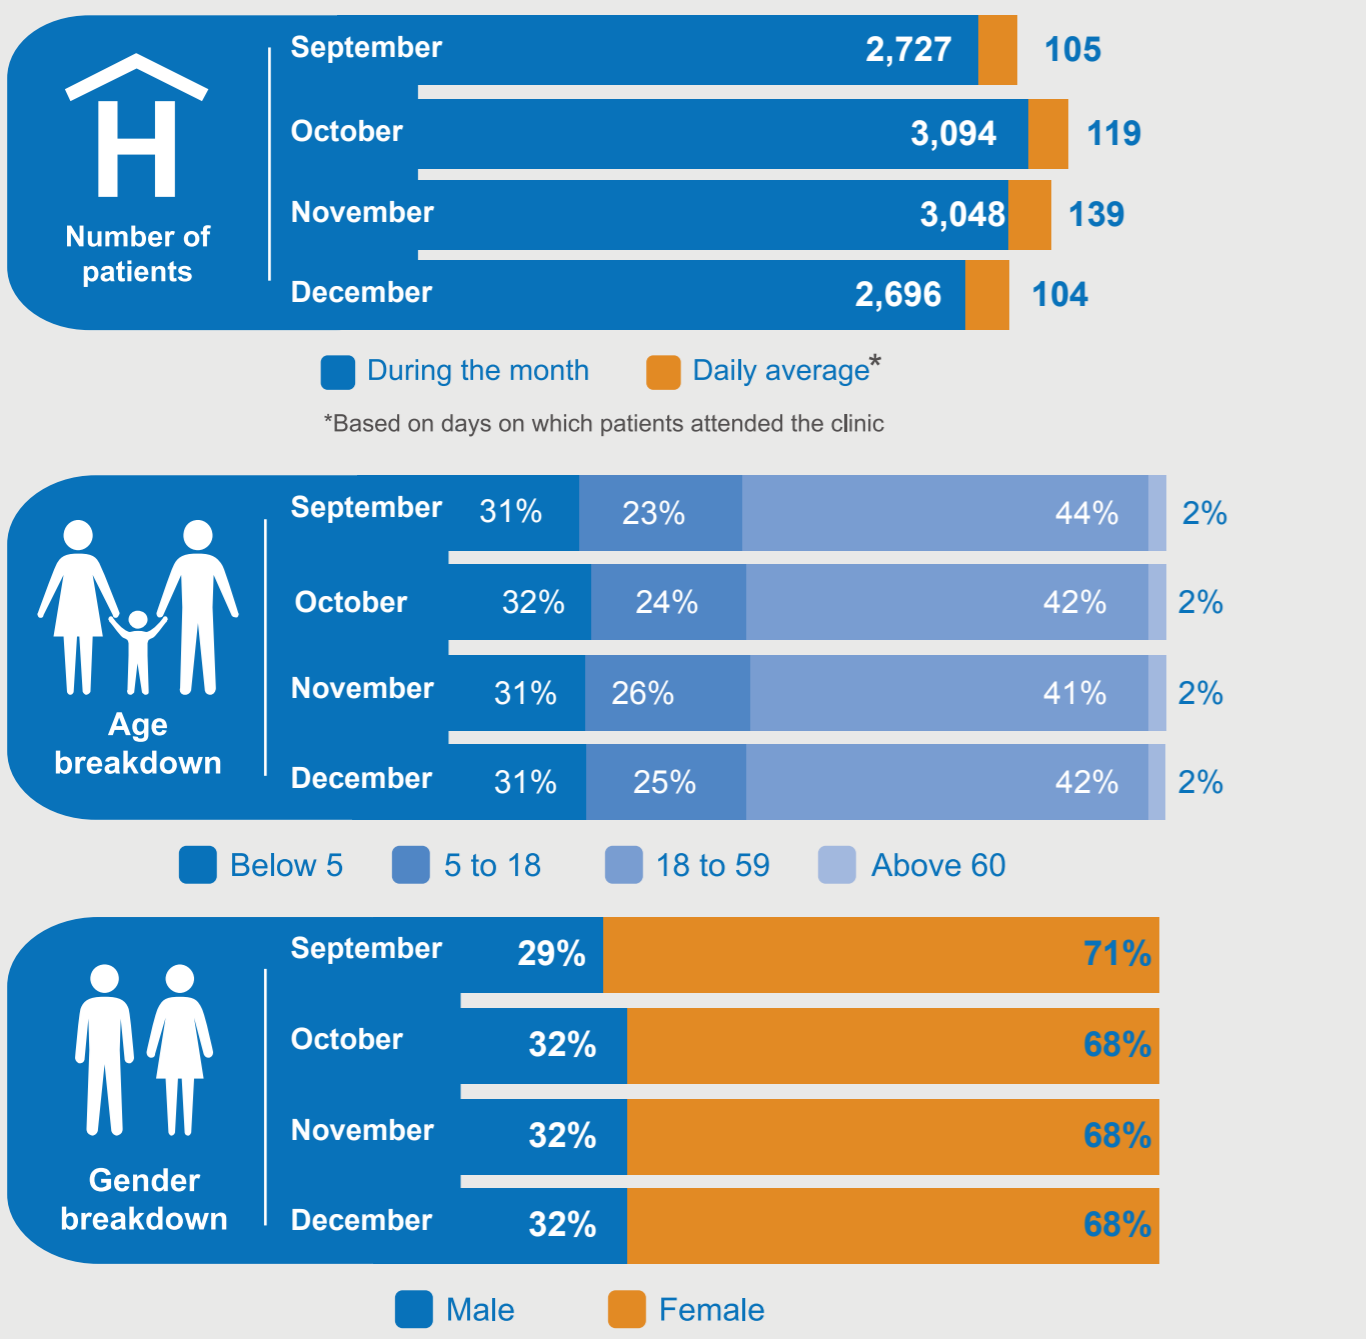 September 2,727 105
October 3,094 119
November 3,048 139
December 2,696 104
H
Number of
patients
During the month Daily average*
*Based on days on which patients attended the clinic
September 31% 23% 44% 2%
October 32% 24% 42% 2%
November 31% 26% 41% 2%
December 31% 25% 42% 2%
Age
breakdown
Below 5 5 to 18 18 to 59 Above 60
September 29% 71%
October 32% 68%
November 32% 68%
December 32% 68%
Gender
breakdown
Male Female